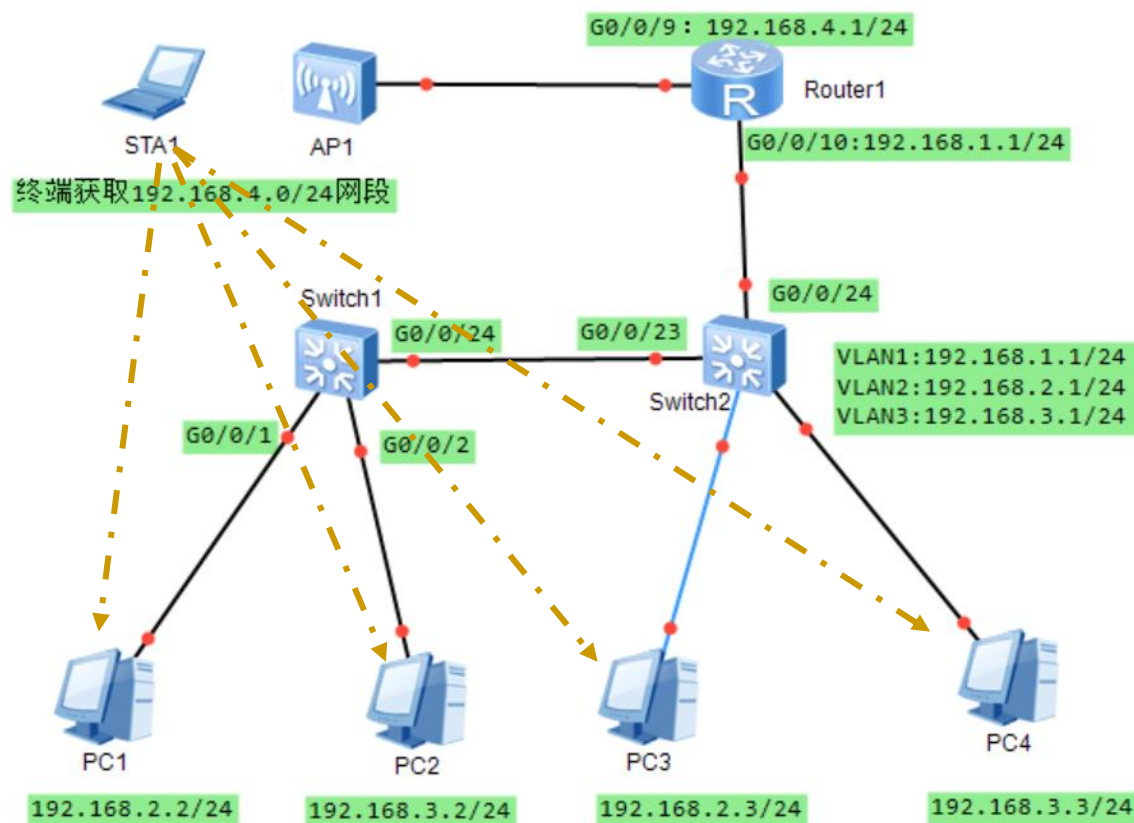 G0/0/9：192.168.4.1/24
R
Router1
STA1
AP1
G0/0/10:192.168.1.1/24
终端获取192.168.4.0/24网段
Switch1
G0/0/24
G0/0/24
G0/0/23
Switch2
VLAN1:192.168.1.1/24
VLAN2:192.168.2.1/24
VLAN3:192.168.3.1/24
G0/0/1
G0/0/2
PC1
PC2
PC3
PC4
192.168.2.2/24
192.168.3.2/24
192.168.2.3/24
192.168.3.3/24